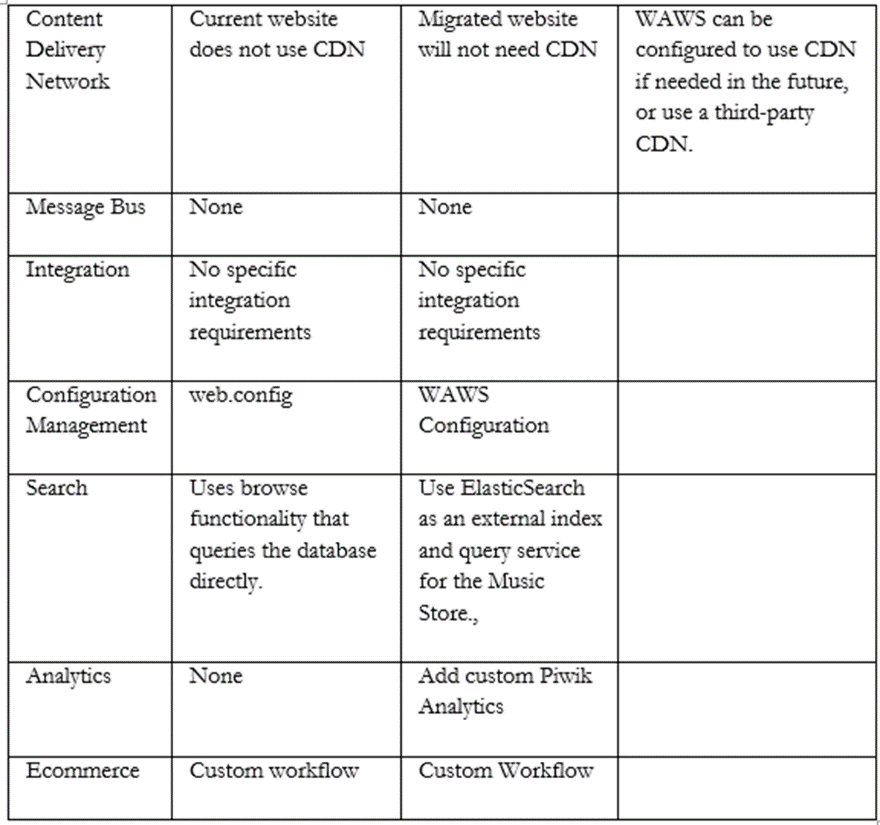 Content
Delivery
Network
Current website
does not use CDN
Migrated website
will not need CDN
WAWS can be
configured to use CDN
if needed in the future,
or use a third-party
CDN.
Message Bus
None
None
Integration
No specific
integration
requirements
No specific
integration
requirements
Configuration
Management
web.config
WAWS
Configuration
Search
Uses browse
functionality that
queries the database
directly.
Use ElasticSearch
as an external index
and query service
for the Music
Store.,
Analytics
None
Add custom Piwik
Analytics
Ecommerce
Custom workflow
Custom Workflow